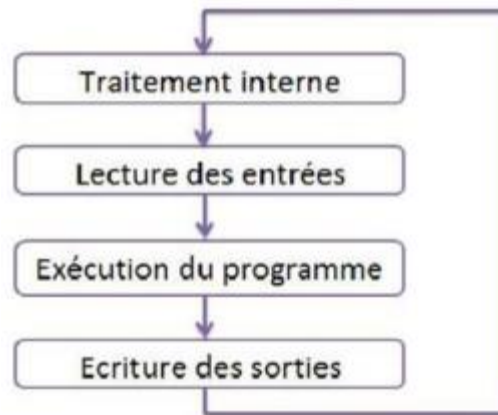 Traitement interne
Lecture des entrées
Exécution du programme
Ecriture des sorties